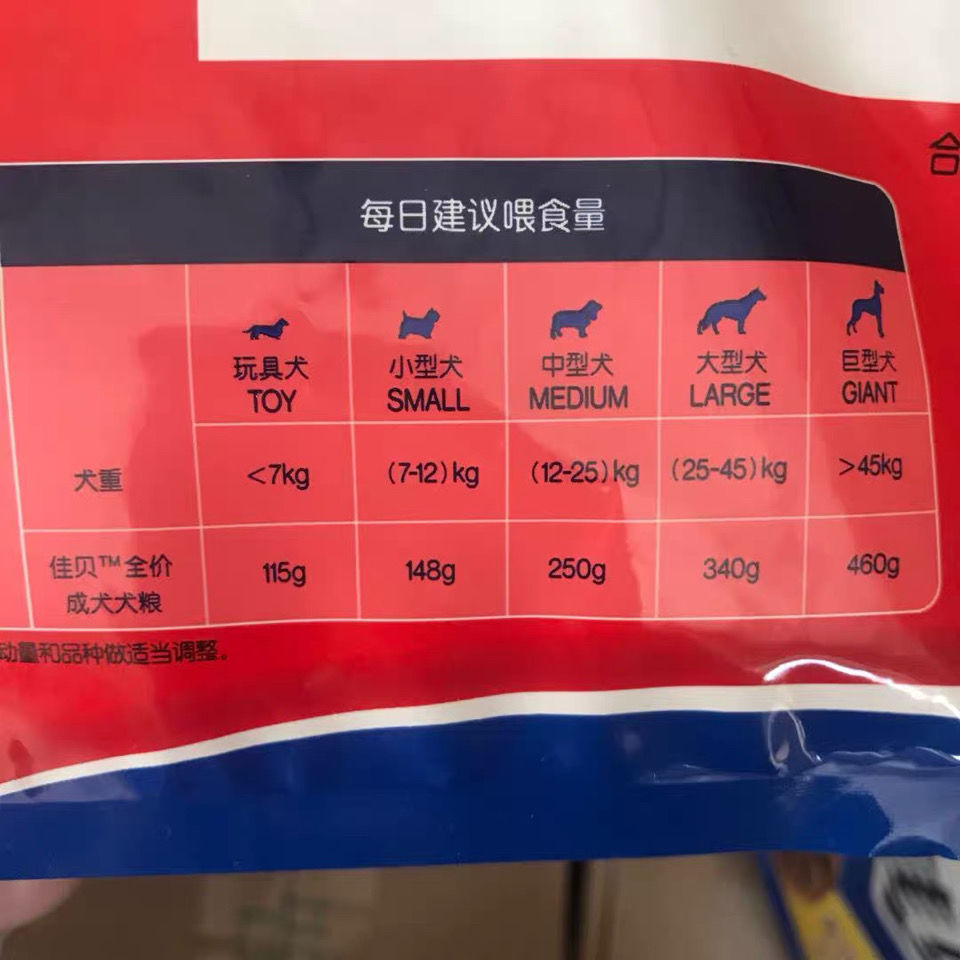 合
每日建议喂食量
玩具犬 小型犬 中型犬 大型犬 巨型犬
TOY SMALL MEDIUM LARGE GIANT
犬重 <7kg (7-12)kg (12-25)kg (25-45)kg >45kg
佳贝™全价
成犬犬粮 115g 148g 250g 340g 460g
动量和品种做适当调整。